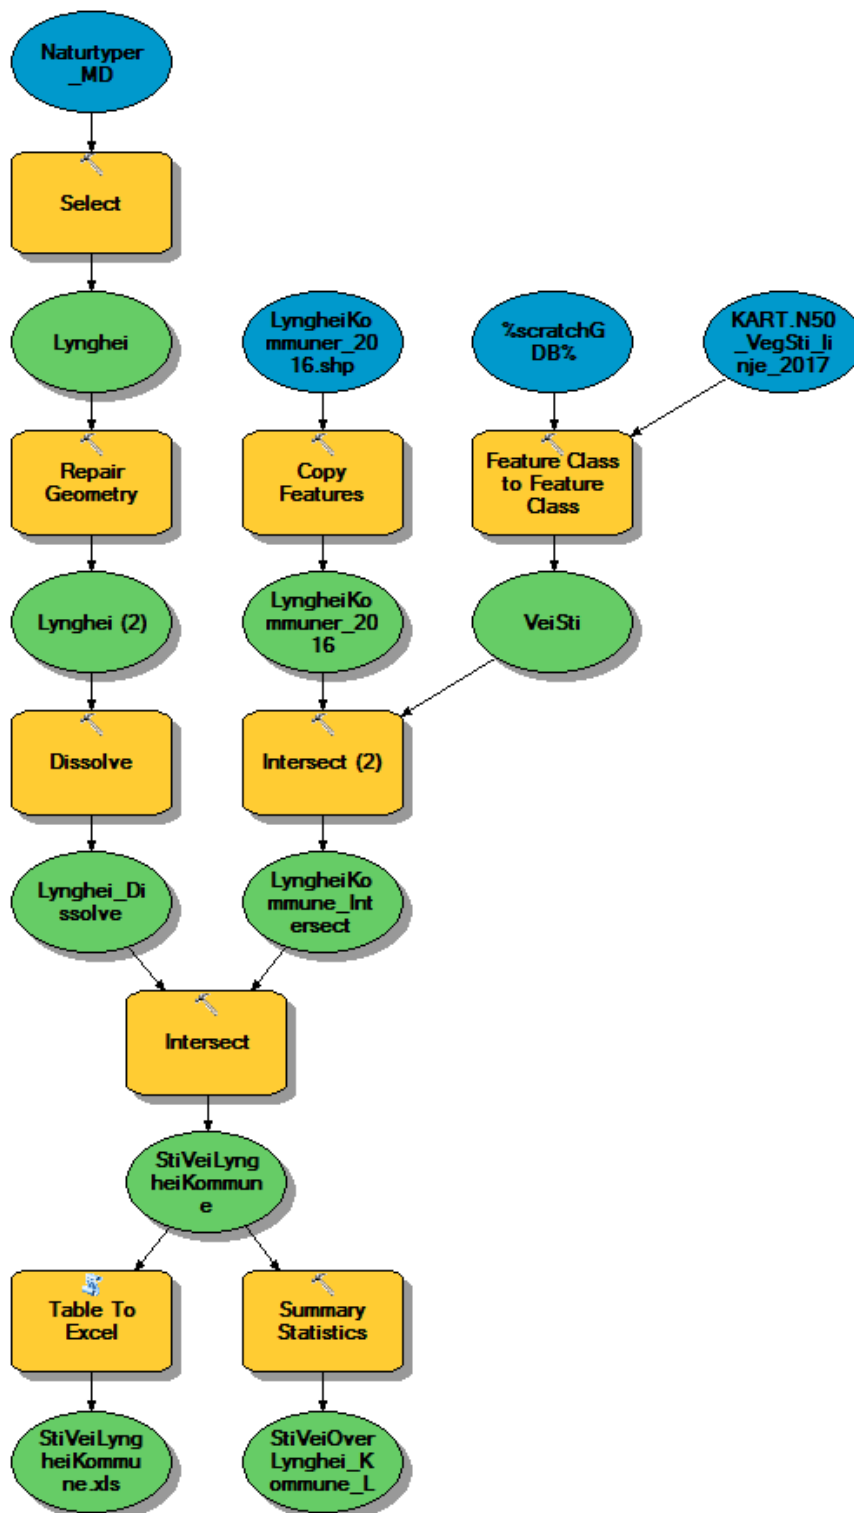 Naturtyper
_MD
Select
Lynghei
LyngheiKo
mmuner_20
16.shp
%scratchG
DB%
KART.N50
_VegSti_li
nje_2017
Repair
Geometry
Copy
Features
Feature Class
to Feature
Class
Lynghei (2)
LyngheiKo
mmuner_20
16
VeiSti
Dissolve
Intersect (2)
Lynghei_Di
ssolve
LyngheiKo
mmune_Int
ersect
Intersect
StiVeiLyng
heiKommun
e
Table To
Excel
Summary
Statistics
StiVeiLyng
heiKommu
ne.xls
StiVeiOver
Lynghei_K
ommune_L